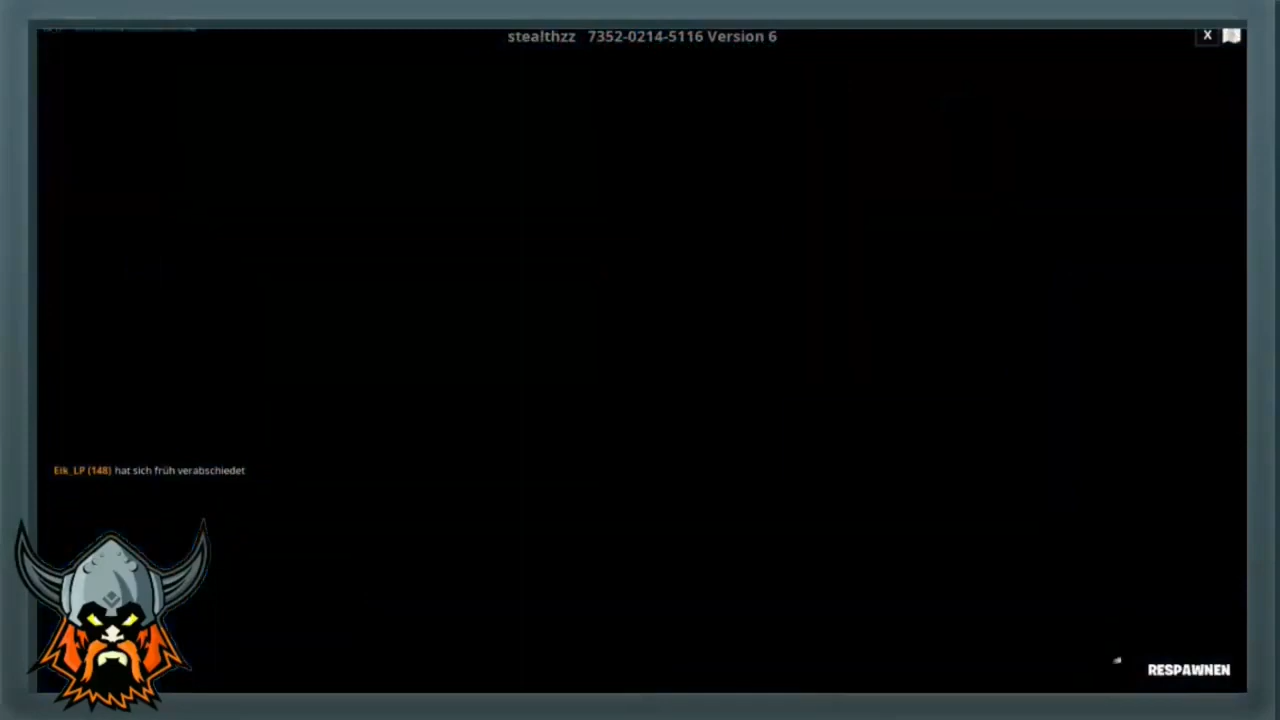 stealthzz 7352-0214-5116 Version 6
X
Eik_LP (148) hat sich früh verabschiedet
RESPAWNEN